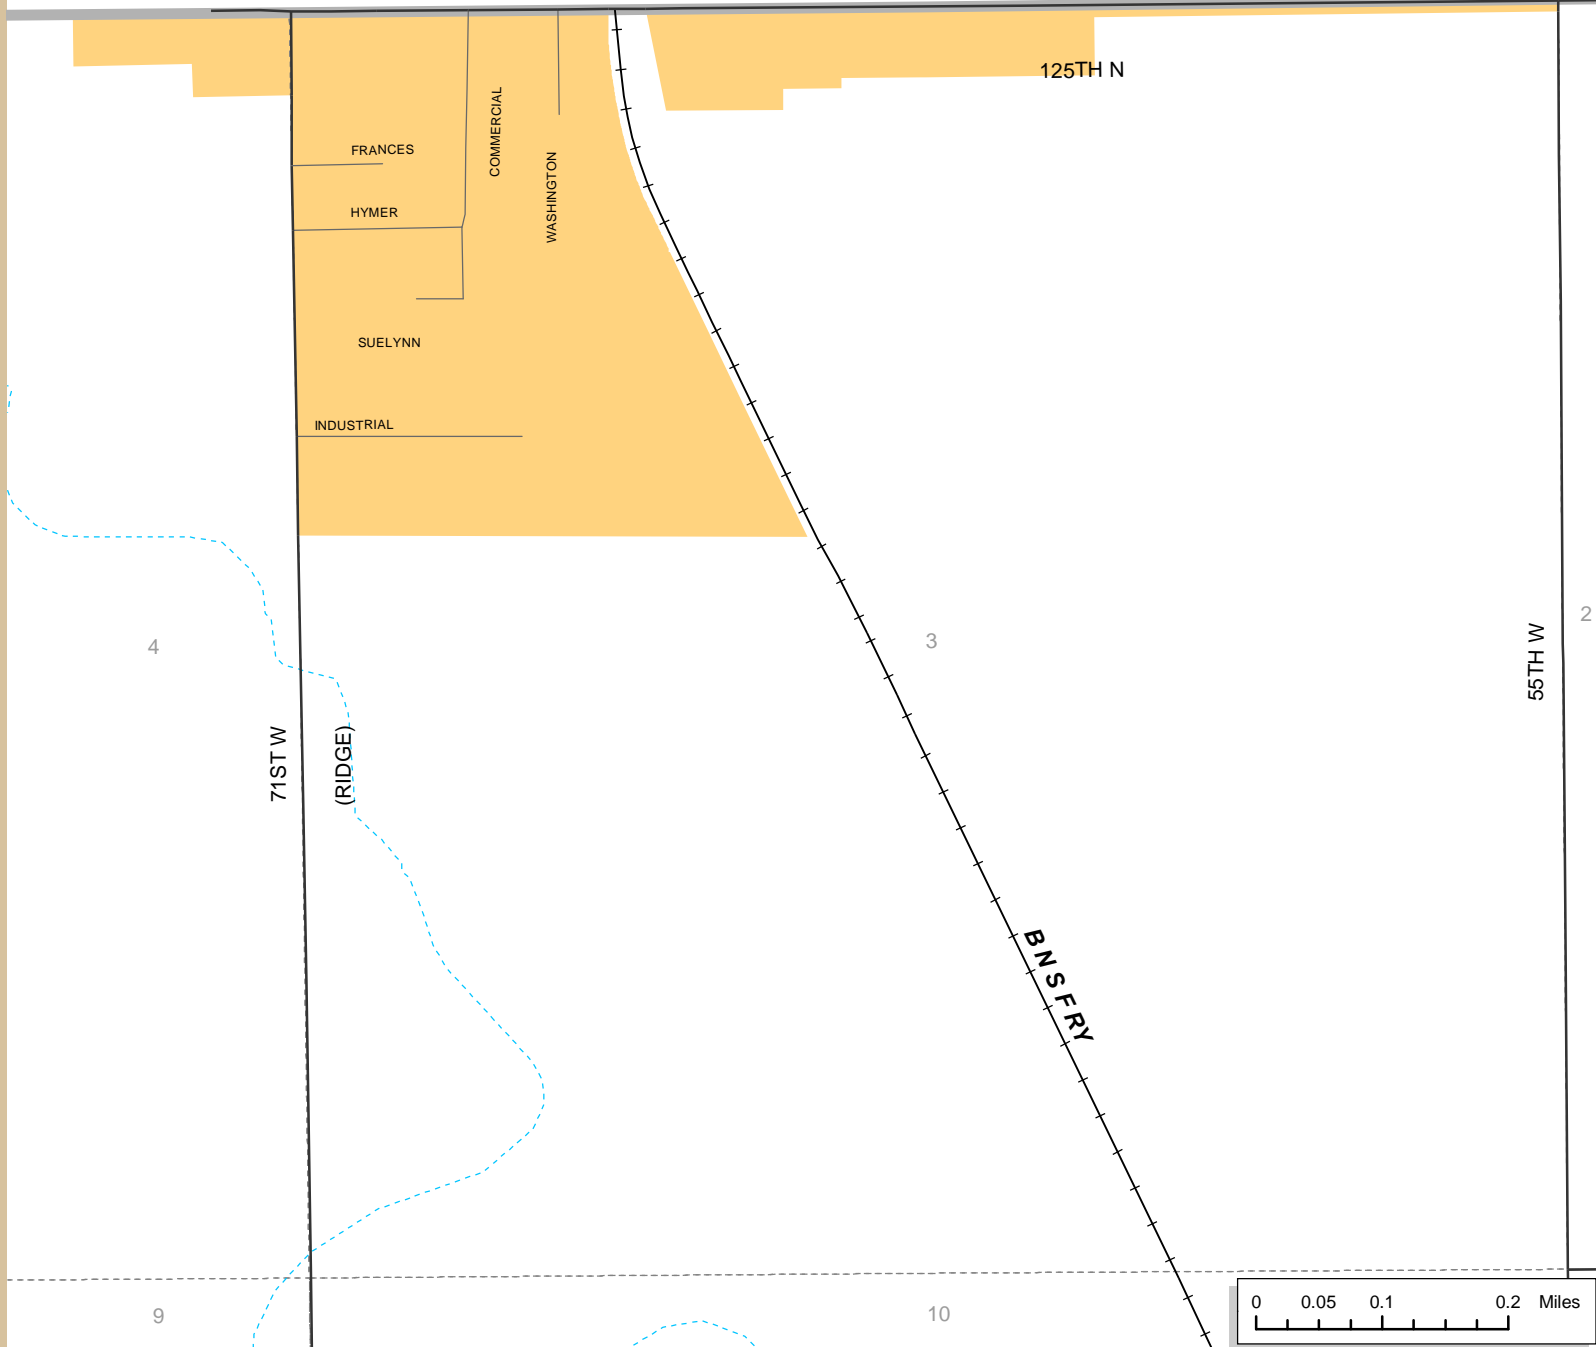 125TH N
COMMERCIAL
FRANCES
WASHINGTON
HYMER
SUELYNN
INDUSTRIAL
4
3
2
55TH W
71ST W
(RIDGE)
BNSF RY
9
10
0 0.05 0.1 0.2 Miles